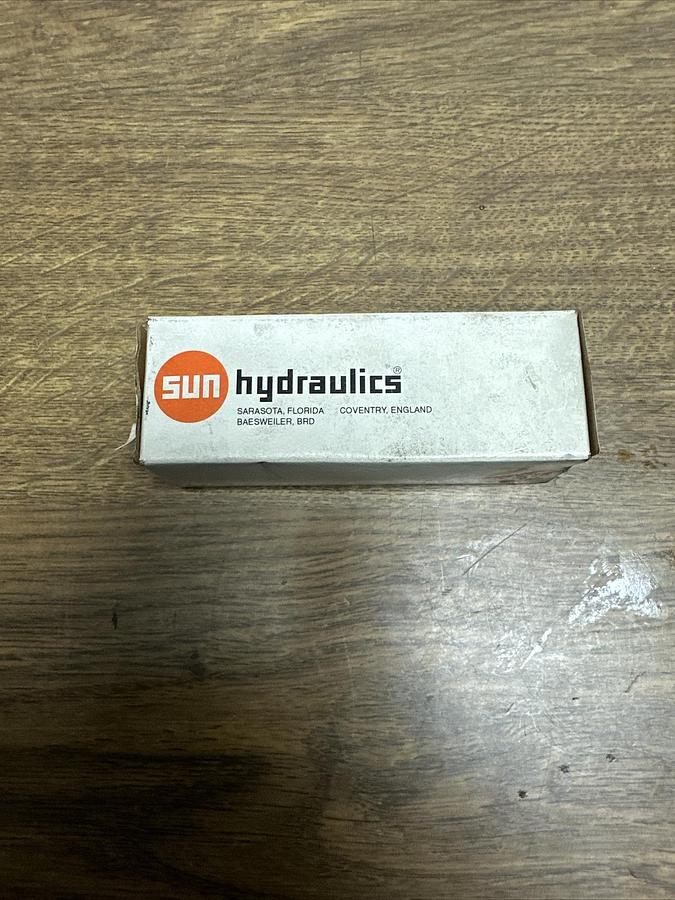 sun hydraulics®
SARASOTA, FLORIDA COVENTRY, ENGLAND
BAESWEILER, BRD